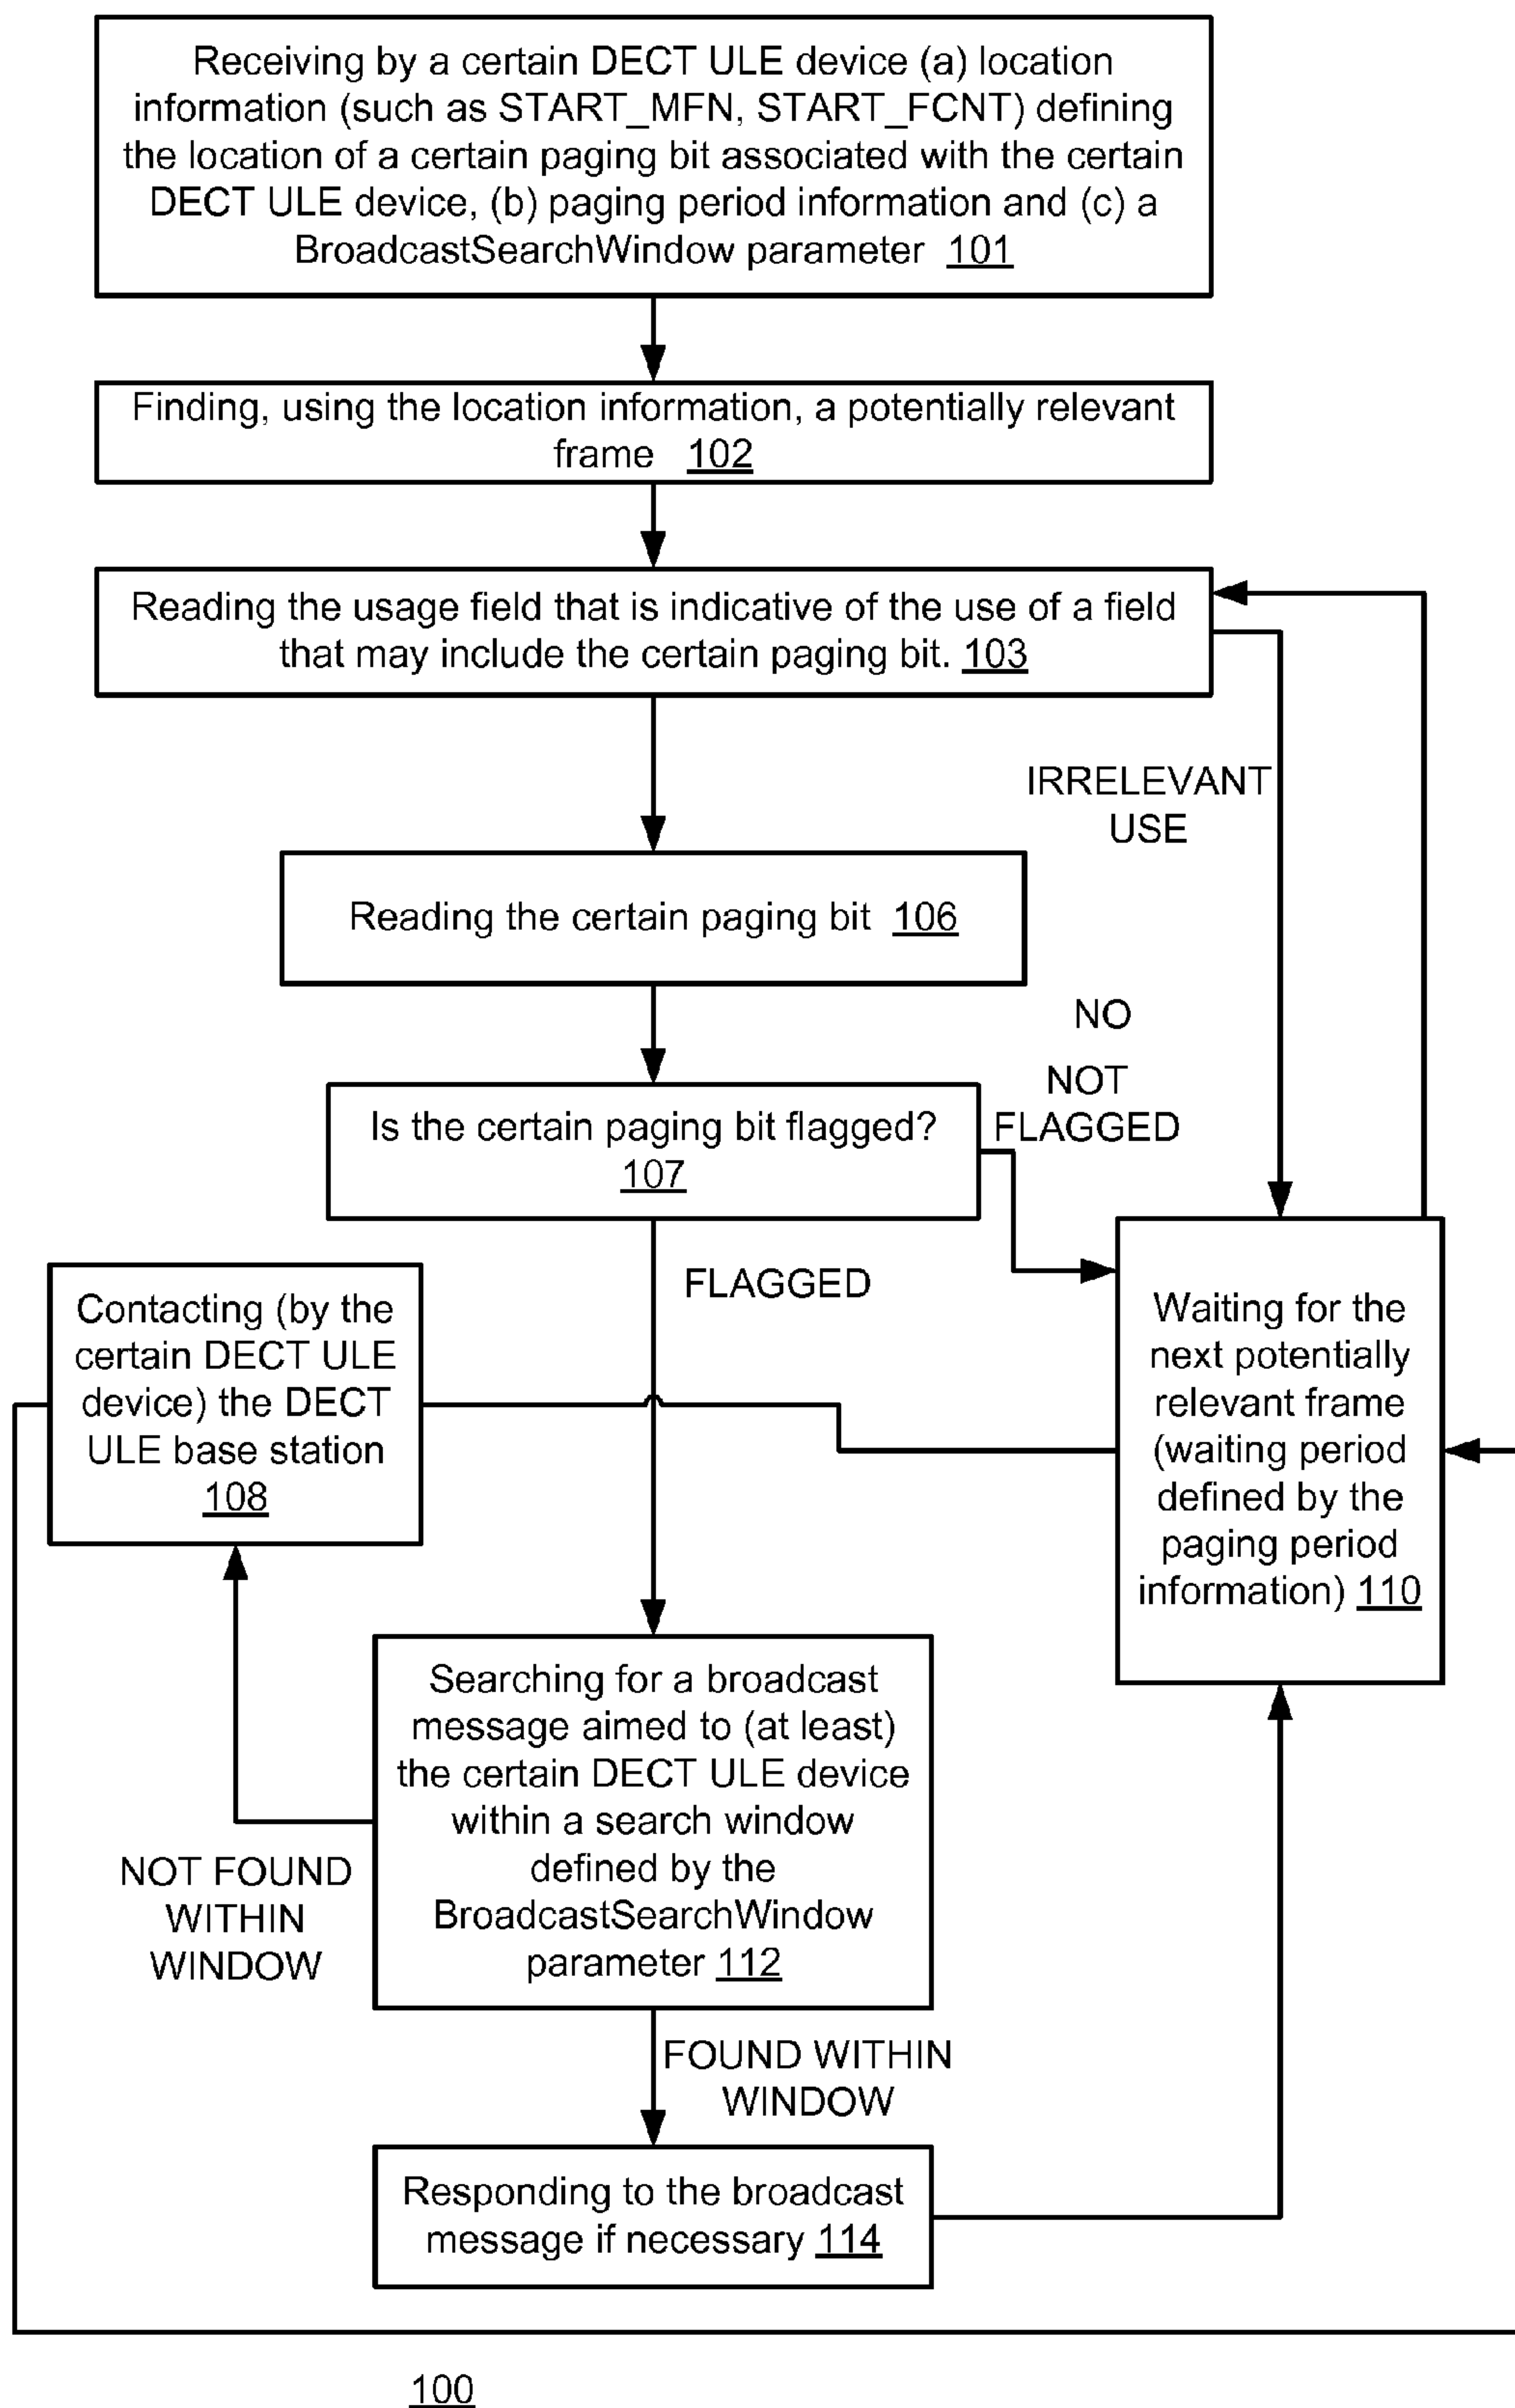 Receiving by a certain DECT ULE device (a) location
information (such as START_MFN, START_FCNT) defining
the location of a certain paging bit associated with the certain
DECT ULE device, (b) paging period information and (c) a
BroadcastSearchWindow parameter 101
Finding, using the location information, a potentially relevant
frame 102
Reading the usage field that is indicative of the use of a field
that may include the certain paging bit. 103
IRRELEVANT
USE
Reading the certain paging bit 106
NO
NOT
FLAGGED
Is the certain paging bit flagged?
107
FLAGGED
Contacting (by the
certain DECT ULE
device) the DECT
ULE base station
108
Waiting for the
next potentially
relevant frame
(waiting period
defined by the
paging period
information) 110
Searching for a broadcast
message aimed to (at least)
the certain DECT ULE device
within a search window
defined by the
BroadcastSearchWindow
parameter 112
NOT FOUND
WITHIN
WINDOW
FOUND WITHIN
WINDOW
Responding to the broadcast
message if necessary 114
100